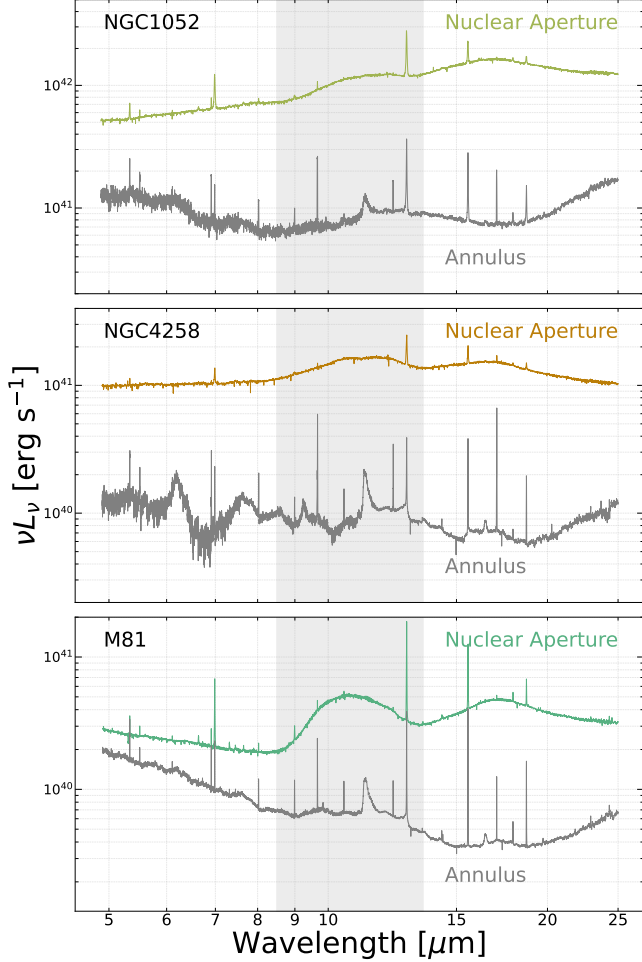 NGC1052 Nuclear Aperture
10^42
10^41
Annulus
NGC4258 Nuclear Aperture
10^41
10^40
Annulus
νL_ν [erg s^−1]
M81 Nuclear Aperture
10^41
10^40
Annulus
5 6 7 8 9 10 15 20 25
Wavelength [μm]